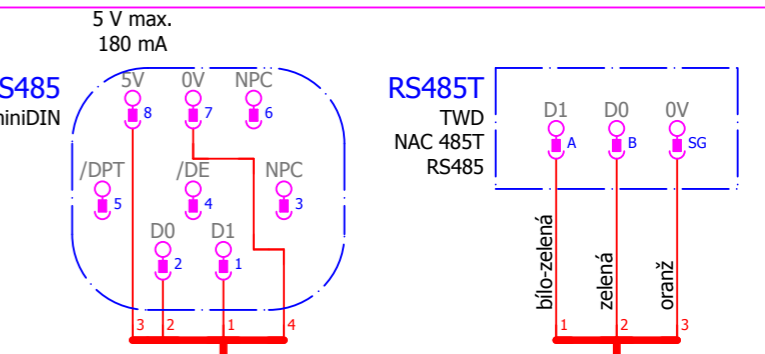 5 V max.
180 mA
S485
miniDIN
5V 0V NPC
8 7 6
/DPT /DE NPC
5 4 3
D0 D1
2 1
3 2 1 4
RS485T
TWD
NAC 485T
RS485
D1 D0 0V
A B SG
bílo-zelená
zelená
oranž
1 2 3